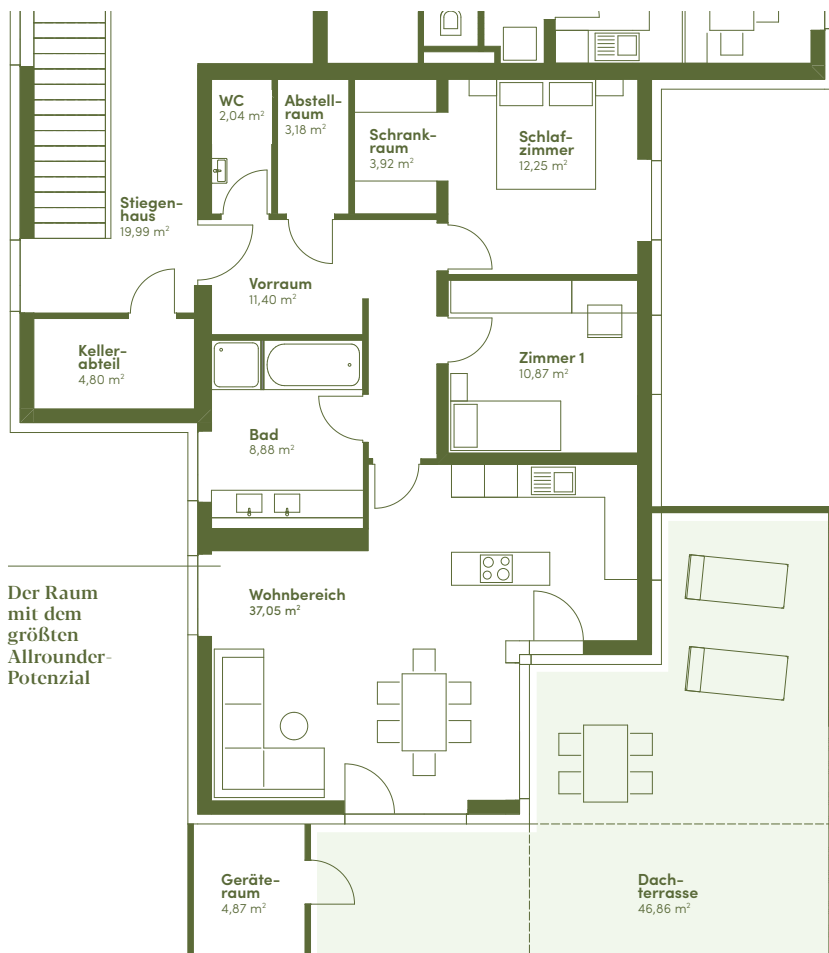 WC
2,04 m²
Abstell-
raum
3,18 m²
Schrank-
raum
3,92 m²
Schlaf-
zimmer
12,25 m²
Stiegen-
haus
19,99 m²
Vorraum
11,40 m²
Keller-
abteil
4,80 m²
Zimmer 1
10,87 m²
Bad
8,88 m²
Der Raum
mit dem
größten
Allrounder-
Potenzial
Wohnbereich
37,05 m²
Geräte-
raum
4,87 m²
Dach-
terrasse
46,86 m²